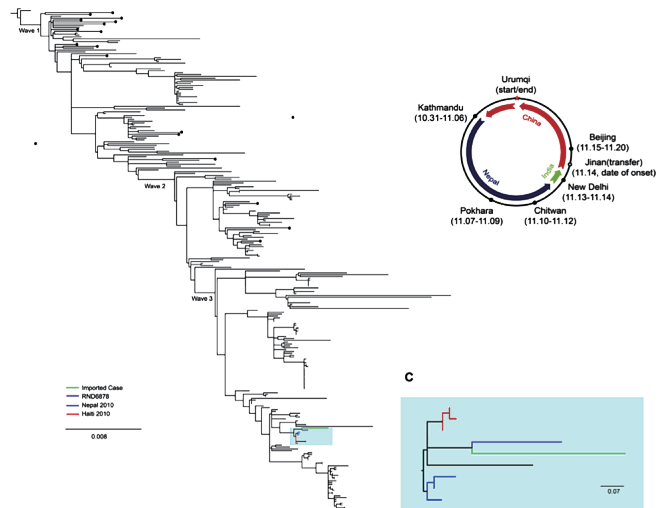 Wave 1
Wave 2
Wave 3
Imported Case
RND6878
Nepal 2010
Haiti 2010
0.008
Urumqi
(start/end)
China
Kathmandu
(10.31-11.06)
Beijing
(11.15-11.20)
Jinan(transfer)
(11.14, date of onset)
India
New Delhi
(11.13-11.14)
Nepal
Pokhara
(11.07-11.09)
Chitwan
(11.10-11.12)
C
0.07